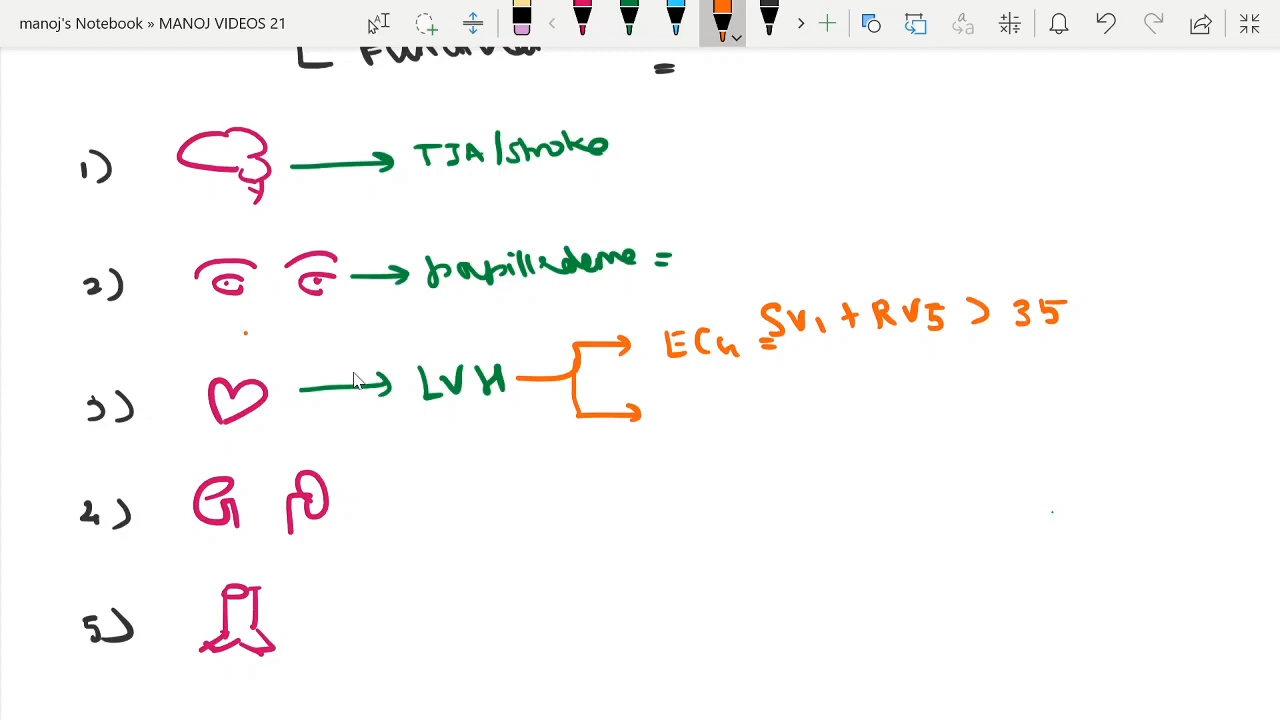 manoj's Notebook » MANOJ VIDEOS 21
1) TIA/stroke
2) papilledema =
ECG SV1 + RV5 > 35
3) LVH
4)
5)